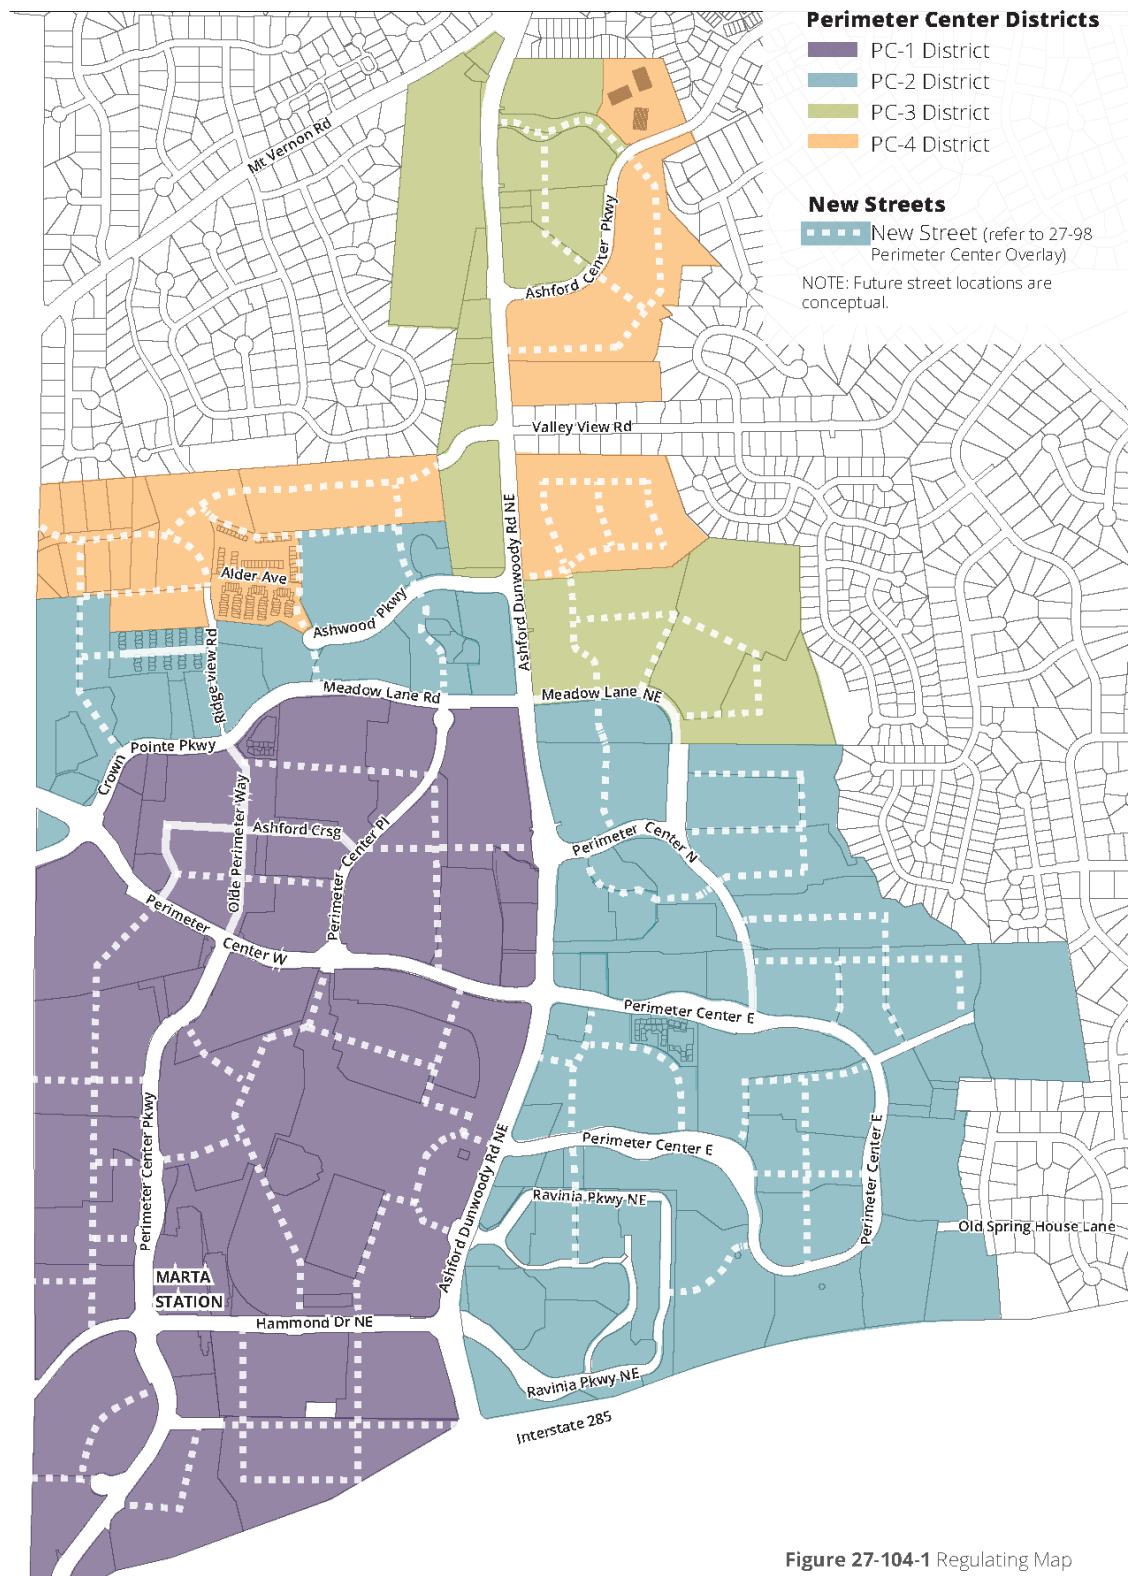 Perimeter Center Districts
PC-1 District
PC-2 District
PC-3 District
PC-4 District
New Streets
New Street (refer to 27-98
Perimeter Center Overlay)
NOTE: Future street locations are
conceptual.
Mt Vernon Rd
Ashford Center Pkwy
Valley View Rd
Ashford Dunwoody Rd NE
Alder Ave
Ashwood Pkwy
Ridge view Rd
Meadow Lane Rd
Meadow Lane NE
Pointe Pkwy
Crown
Olde Perimeter Way
Ashford Crsg
Perimeter Center Pl
Perimeter Center N
Perimeter Center W
Perimeter Center E
Perimeter Center Pkwy
Perimeter Center E
Perimeter Center E
Ashford Dunwoody Rd NE
Ravinia Pkwy NE
Old Spring House Lane
MARTA
STATION
Hammond Dr NE
Ravinia Pkwy NE
Interstate 285
Figure 27-104-1 Regulating Map